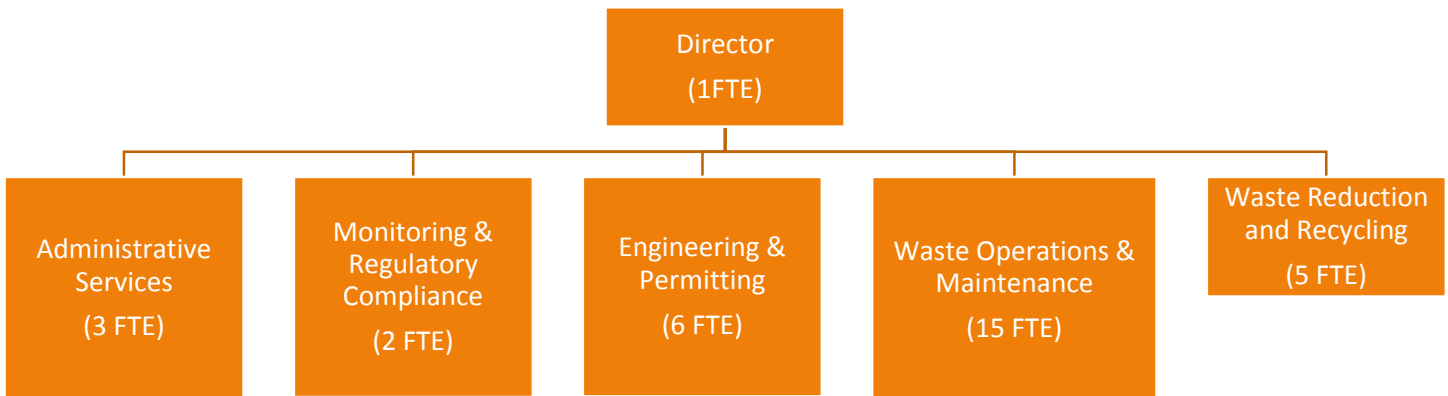 Director
(1FTE)
Administrative
Services
(3 FTE)
Monitoring &
Regulatory
Compliance
(2 FTE)
Engineering &
Permitting
(6 FTE)
Waste Operations &
Maintenance
(15 FTE)
Waste Reduction
and Recycling
(5 FTE)